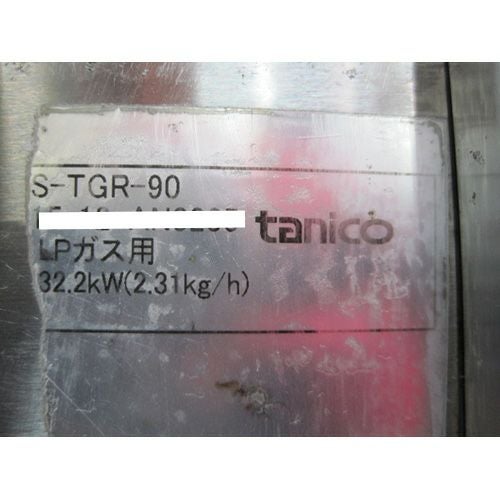 S-TGR-90
tanico
LPガス用
32.2kW(2.31kg/h)